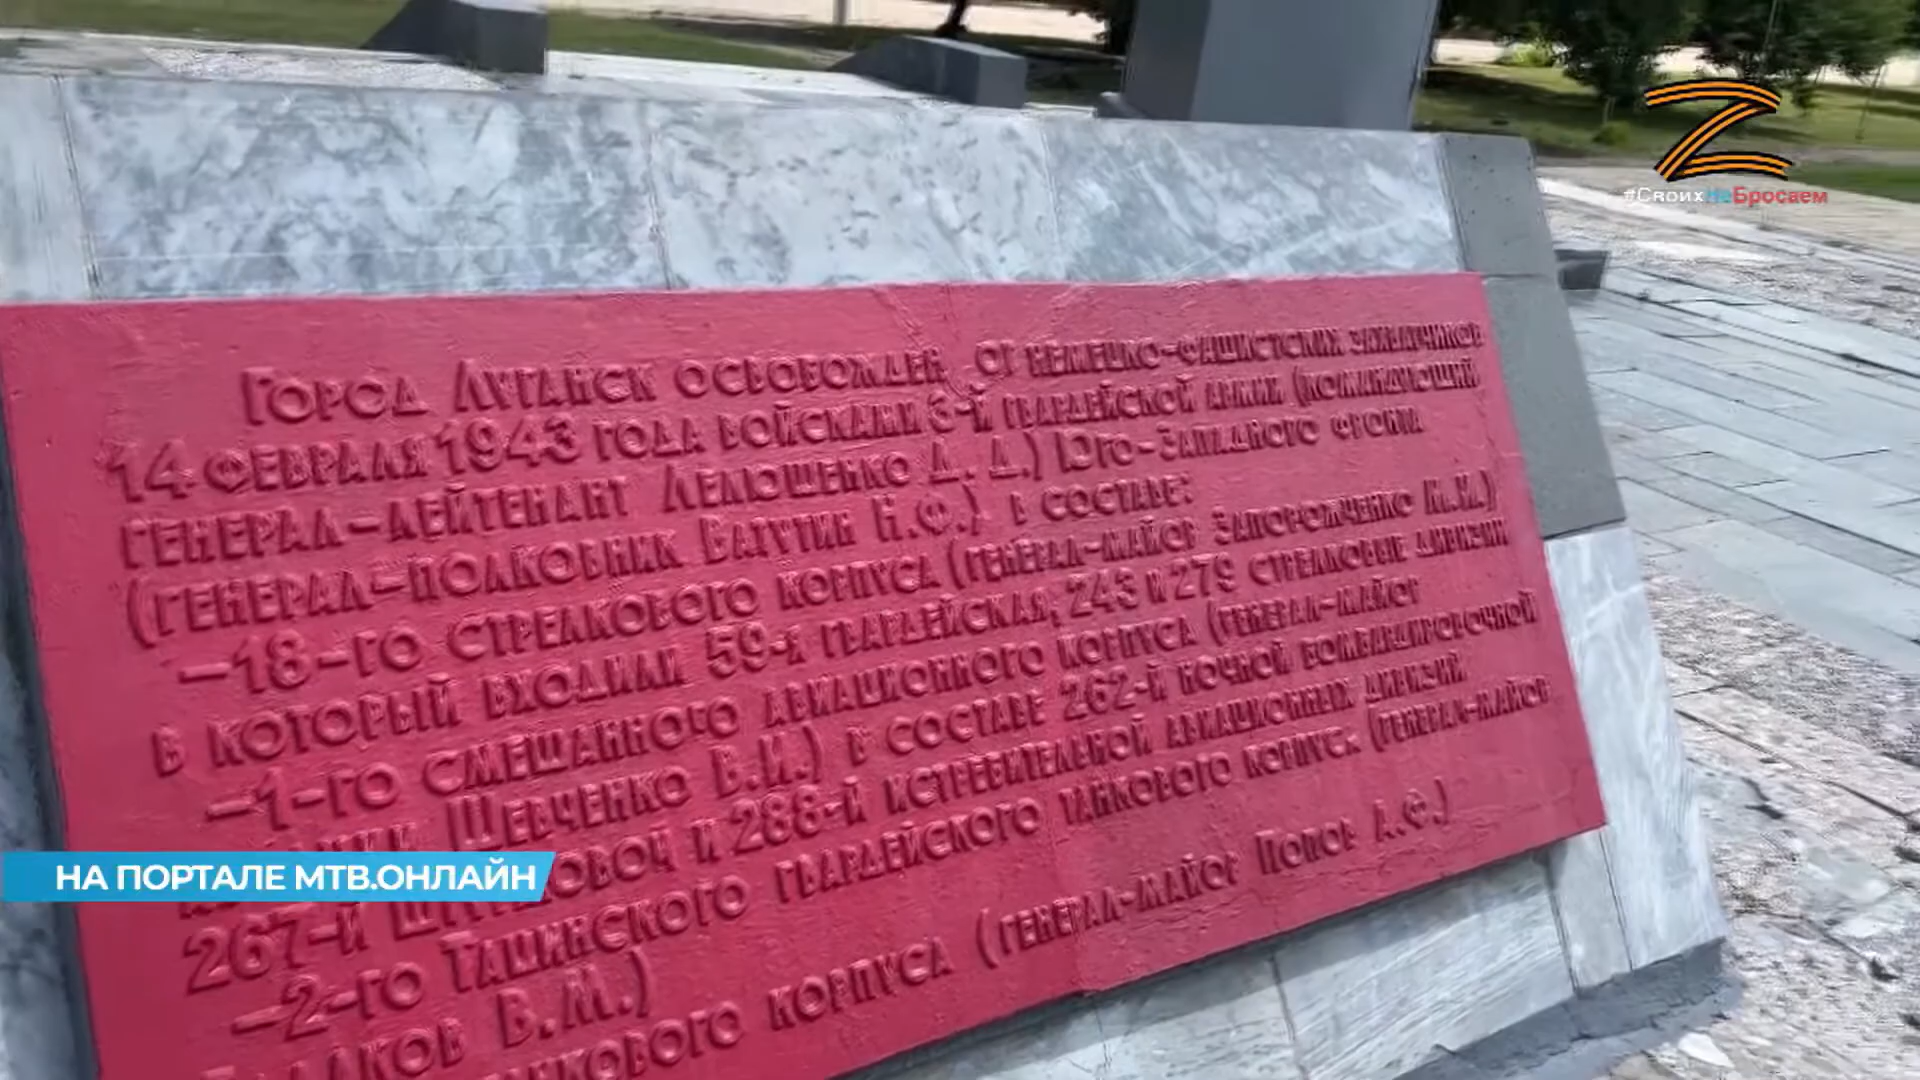 #СвоихнеБросаем
Город Луганск освобожден от немецко-фашистских захватчиков
14 февраля 1943 года войсками 3-й гвардейской армии (командующий
генерал-лейтенант Лелюшенко Д. Д.) Юго-Западного фронта
(генерал-полковник Ватутин Н.Ф.) в составе:
–18-го стрелкового корпуса (генерал-майор Запорожченко М.И.)
в который входили 59-я гвардейская, 243 и 279 стрелковые дивизии
–1-го смешанного авиационного корпуса (генерал-майор
Шевченко В.И.) в составе 262-й ночной бомбардировочной
267-й и 288-й истребительной авиационных дивизий
–2-го Тацинского гвардейского танкового корпуса (генерал-майор
В.М.)
корпуса (генерал-майор Попов А.Ф.)
НА ПОРТАЛЕ МТВ.ОНЛАЙН